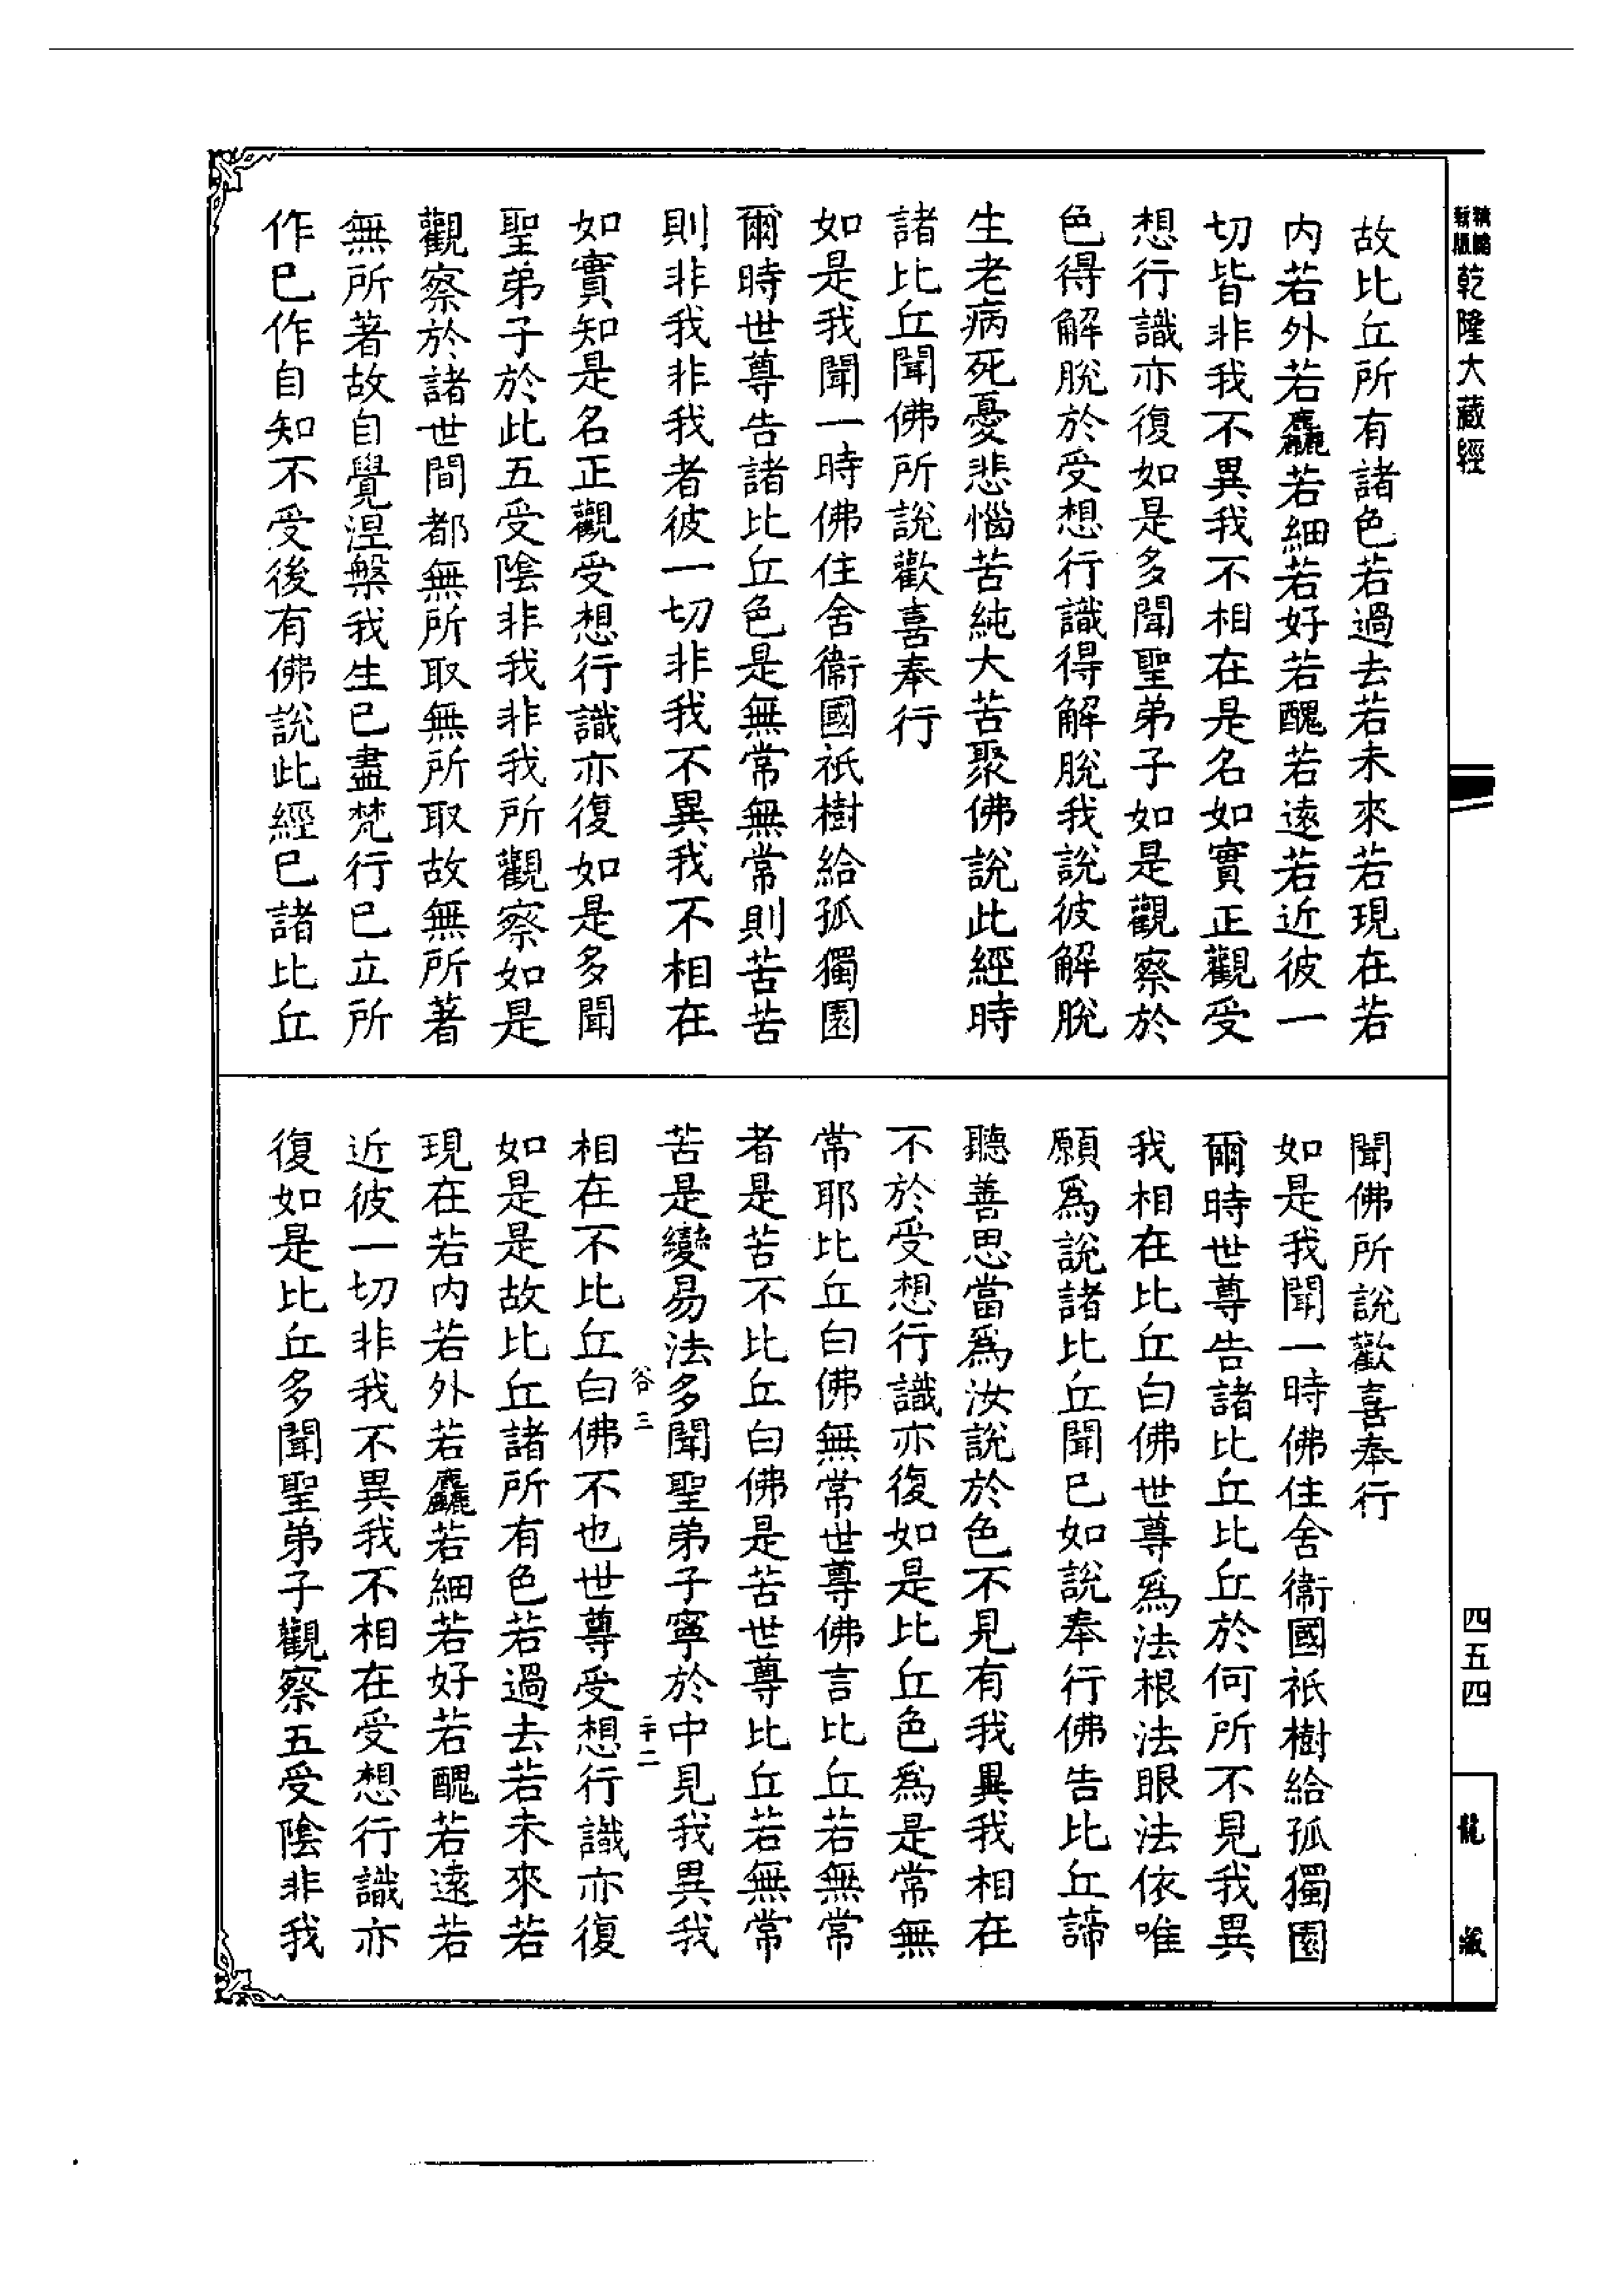 乾隆大藏經
故比丘所有諸色若過去若未來若現在若
内若外若麤若細若好若醜若遠若近彼一
切皆非我不異我不相在是名如實正觀受
想行識亦復如是多聞聖弟子如是觀察於
色得解脫於受想行識得解脫我說彼解脫
生老病死憂悲惱苦純大苦聚佛說此經時
諸比丘聞佛所說歡喜奉行
如是我聞一時佛住舍衞國祇樹給孤獨園
爾時世尊告諸比丘色是無常無常則苦苦
則非我非我者彼一切非我不異我不相在
如實知是名正觀受想行識亦復如是多聞
聖弟子於此五受陰非我非我所觀察如是
觀察於諸世間都無所取無所取故無所著
無所著故自覺涅槃我生已盡梵行已立所
作已作自知不受後有佛說此經已諸比丘
聞佛所說歡喜奉行
如是我聞一時佛住舍衞國祇樹給孤獨園
爾時世尊告諸比丘比丘於何所不見我異
我相在比丘白佛世尊爲法根法眼法依唯
願爲說諸比丘聞已如說奉行佛告比丘諦
聽善思當爲汝說於色不見有我異我相在
不於受想行識亦復如是比丘色爲是常無
常耶比丘白佛無常世尊佛言比丘若無常
者是苦不比丘白佛是苦世尊比丘若無常
苦是變易法多聞聖弟子寧於中見我異我
谷三
二十二
相在不比丘白佛不也世尊受想行識亦復
如是是故比丘諸所有色若過去若未來若
現在若内若外若麤若細若好若醜若遠若
近彼一切非我不異我不相在受想行識亦
復如是比丘多聞聖弟子觀察五受陰非我
四五四
龍藏